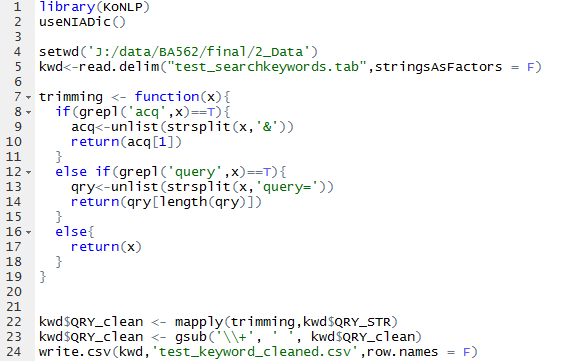 1 library(KoNLP)
2 useNIADic()
3
4 setwd('J:/data/BA562/final/2_Data')
5 kwd<-read.delim("test_searchkeywords.tab",stringsAsFactors = F)
6
7 trimming <- function(x){
8   if(grepl('acq',x)==T){
9     acq<-unlist(strsplit(x,'&'))
10     return(acq[1])
11   }
12   else if(grepl('query',x)==T){
13     qry<-unlist(strsplit(x,'query='))
14     return(qry[length(qry)])
15   }
16   else{
17     return(x)
18   }
19 }
20
21
22 kwd$QRY_clean <- mapply(trimming,kwd$QRY_STR)
23 kwd$QRY_clean <- gsub('\\+', ' ', kwd$QRY_clean)
24 write.csv(kwd,'test_keyword_cleaned.csv',row.names = F)